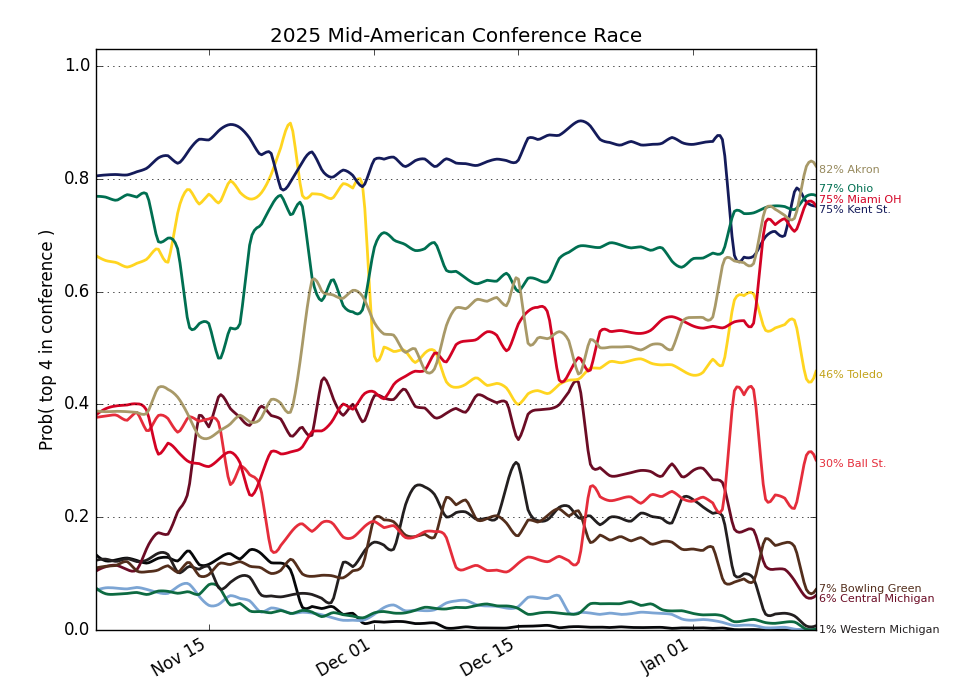 2025 Mid-American Conference Race
Prob( top 4 in conference )
1.0
0.8
0.6
0.4
0.2
0.0
Nov 15
Dec 01
Dec 15
Jan 01
82% Akron
77% Ohio
75% Miami OH
75% Kent St.
46% Toledo
30% Ball St.
7% Bowling Green
6% Central Michigan
1% Western Michigan